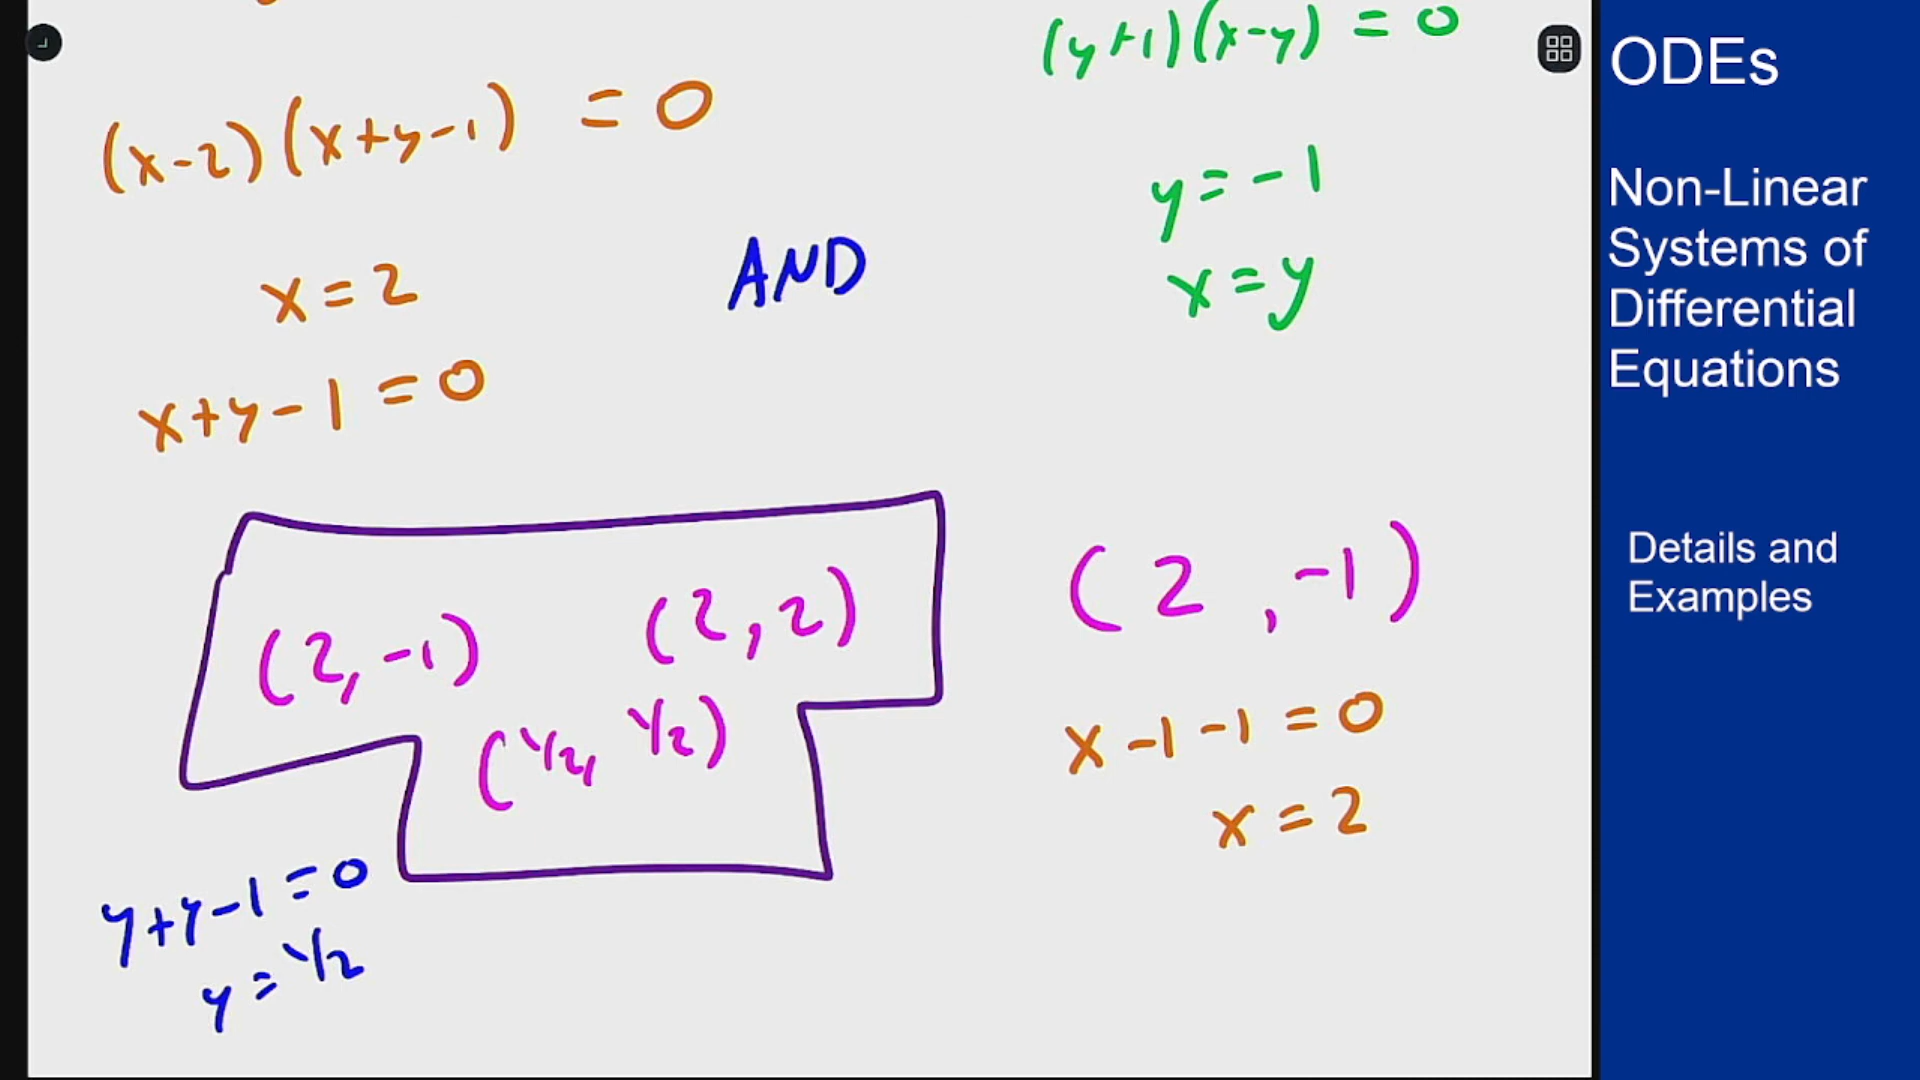 (y+1)(x-y) = 0
(x-2)(x+y-1) = 0
y = -1
x = 2
AND
x = y
x+y-1 = 0
(2, -1)
(2, 2)
(2, -1)
(1/2, 1/2)
x-1-1 = 0
x = 2
y+y-1 = 0
y = 1/2
ODEs
Non-Linear
Systems of
Differential
Equations
Details and
Examples